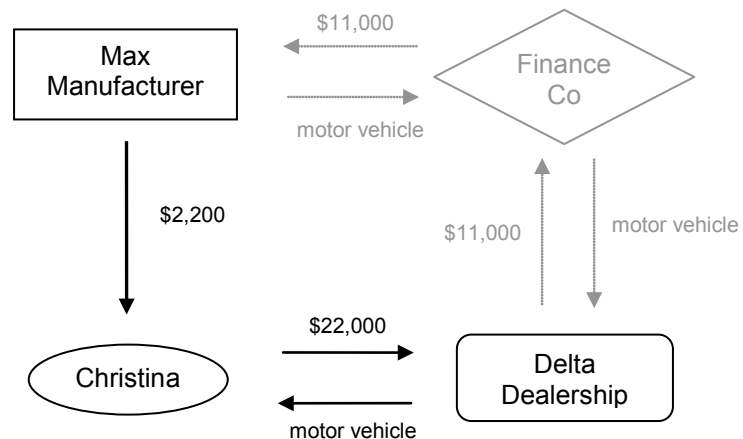 $11,000
Max
Manufacturer
Finance
Co
motor vehicle
$2,200
$11,000
motor vehicle
$22,000
Christina
Delta
Dealership
motor vehicle